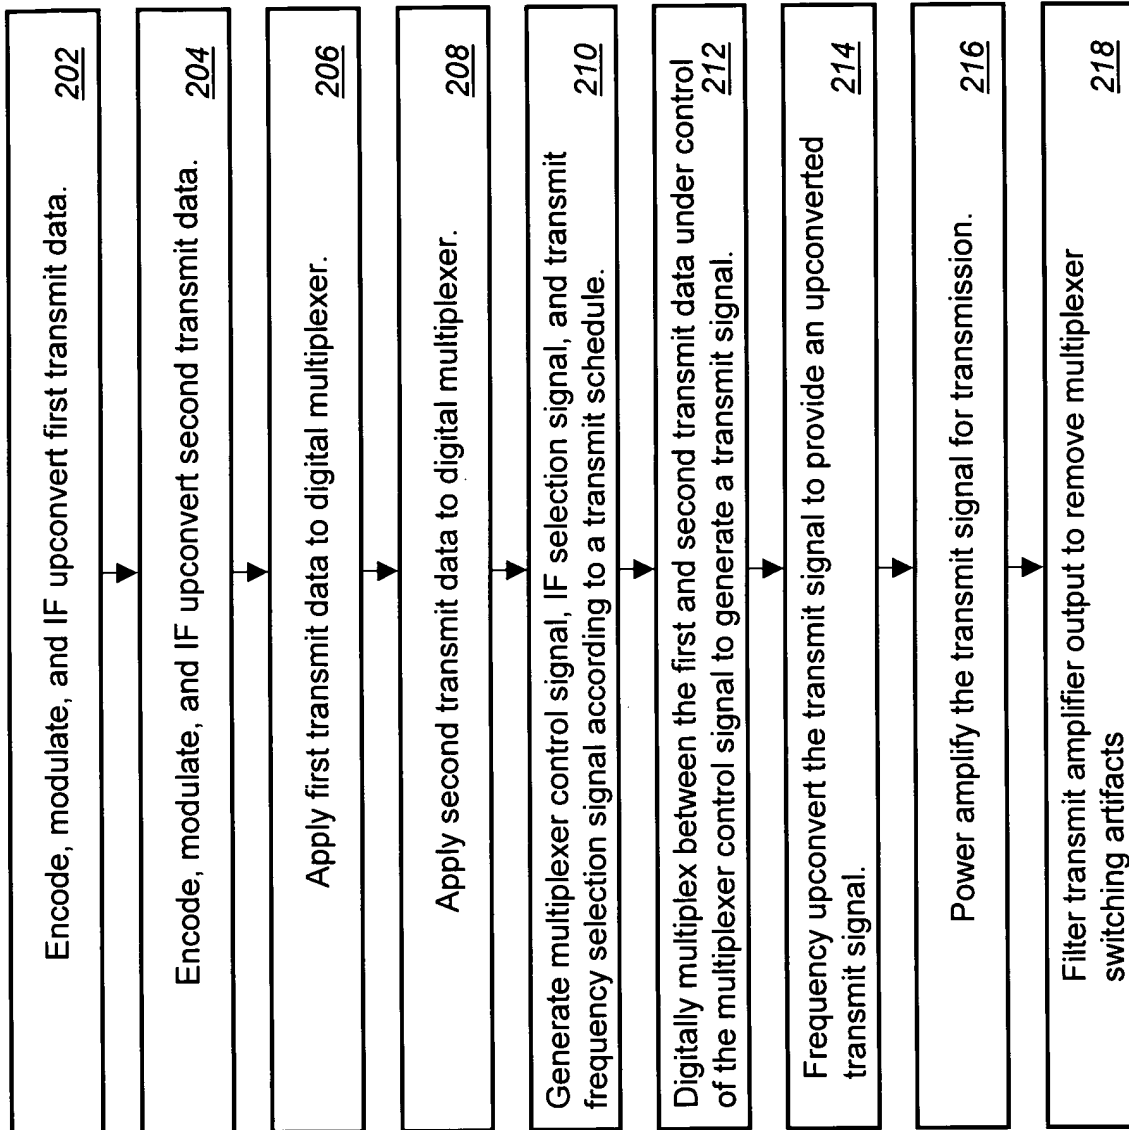 Encode, modulate, and IF upconvert first transmit data. 202
Encode, modulate, and IF upconvert second transmit data. 204
Apply first transmit data to digital multiplexer. 206
Apply second transmit data to digital multiplexer. 208
Generate multiplexer control signal, IF selection signal, and transmit
frequency selection signal according to a transmit schedule. 210
Digitally multiplex between the first and second transmit data under control
of the multiplexer control signal to generate a transmit signal. 212
Frequency upconvert the transmit signal to provide an upconverted
transmit signal. 214
Power amplify the transmit signal for transmission. 216
Filter transmit amplifier output to remove multiplexer
switching artifacts 218